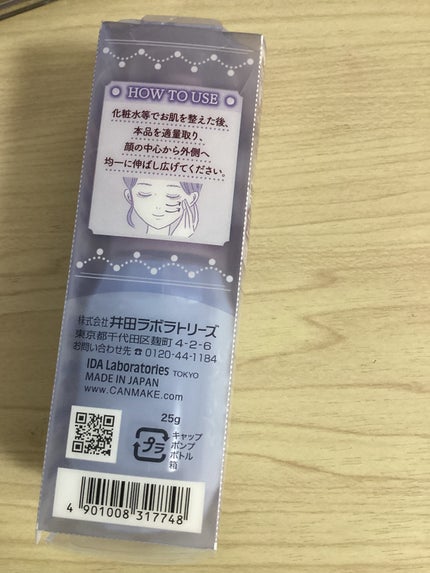 HOW TO USE
化粧水等でお肌を整えた後、
本品を適量取り、
顔の中心から外側へ
均一に伸ばし広げてください。
株式会社 井田ラボラトリーズ
東京都千代田区麹町 4-2-6
お問い合わせ先 ☎ 0120-44-1184
IDA Laboratories TOKYO
MADE IN JAPAN
www.CANMAKE.com
25g
プラ
キャップ
ポンプ
ボトル
箱
4 901008 317748